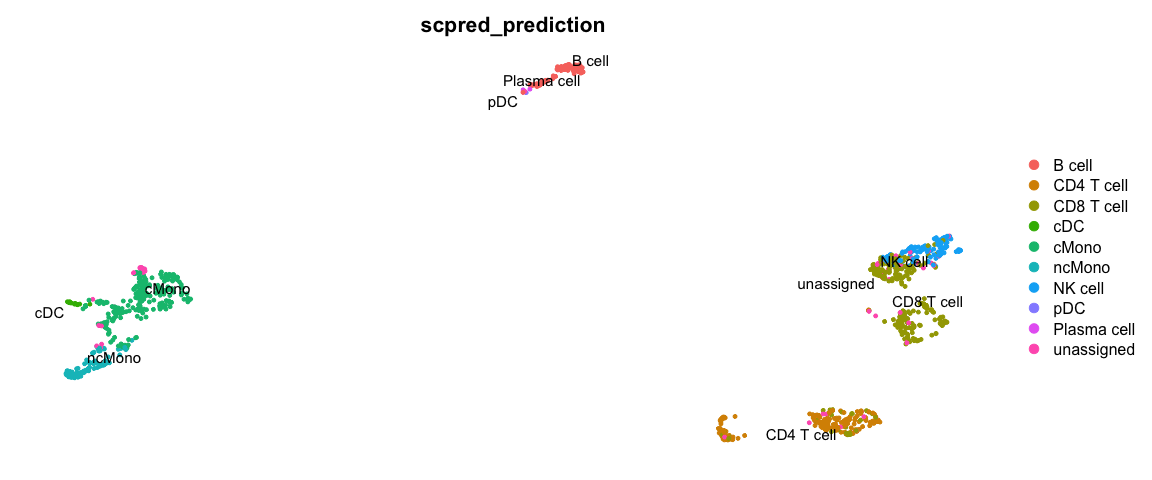 scpred_prediction
B cell
Plasma cell
pDC
NK cell
unassigned
cMono
CD8 T cell
cDC
ncMono
CD4 T cell
B cell
CD4 T cell
CD8 T cell
cDC
cMono
ncMono
NK cell
pDC
Plasma cell
unassigned